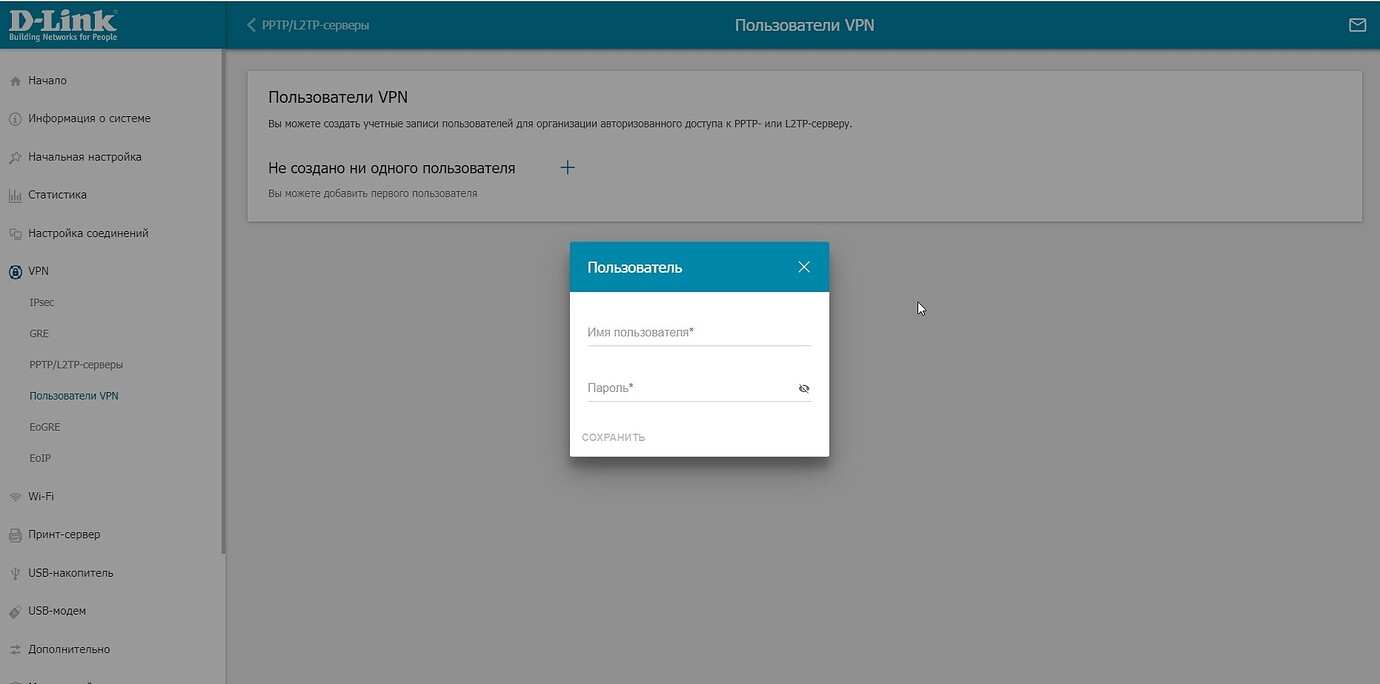 D-Link
Building Networks for People
PPTP/L2TP-серверы
Пользователи VPN
Начало
Информация о системе
Начальная настройка
Статистика
Настройка соединений
VPN
IPsec
GRE
PPTP/L2TP-серверы
Пользователи VPN
EoGRE
EoIP
Wi-Fi
Принт-сервер
USB-накопитель
USB-модем
Дополнительно
Пользователи VPN
Вы можете создать учетные записи пользователей для организации авторизованного доступа к PPTP- или L2TP-серверу.
Не создано ни одного пользователя
Вы можете добавить первого пользователя
Пользователь
Имя пользователя*
Пароль*
СОХРАНИТЬ